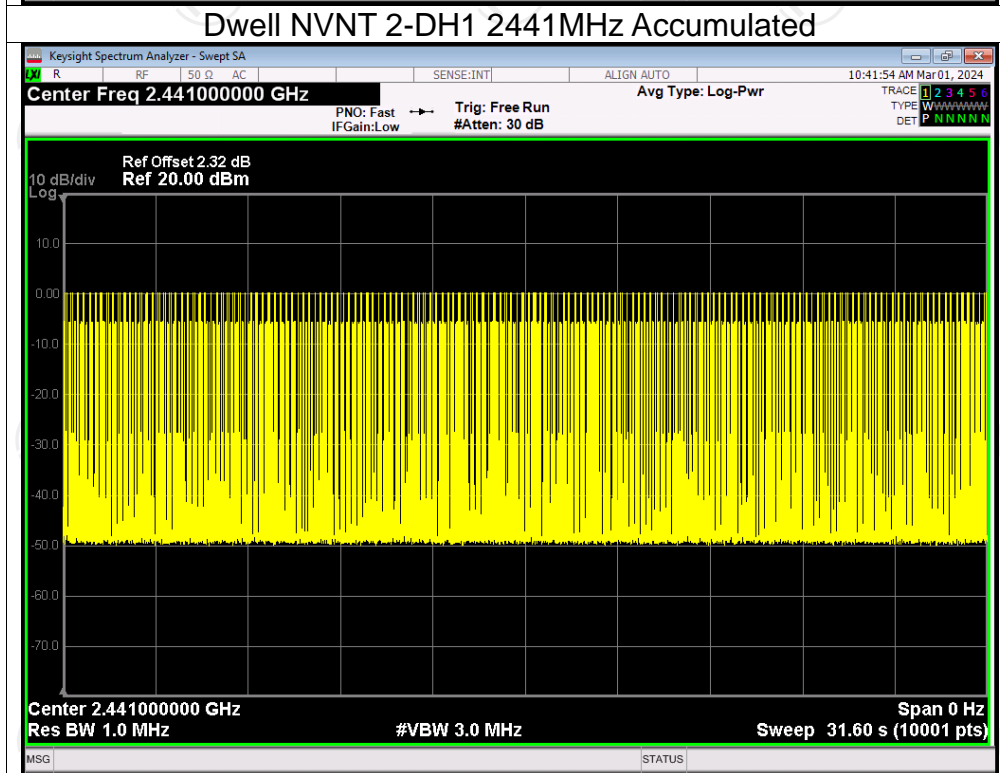 Dwell NVNT 2-DH1 2441MHz Accumulated
Keysight Spectrum Analyzer - Swept SA
LXI R RF 50 Ω AC SENSE:INT ALIGN AUTO 10:41:54 AM Mar 01, 2024
Center Freq 2.441000000 GHz Avg Type: Log-Pwr TRACE 1 2 3 4 5 6
PNO: Fast Trig: Free Run TYPE WWWWWW
IFGain:Low #Atten: 30 dB DET P N N N N N
Ref Offset 2.32 dB
10 dB/div Ref 20.00 dBm
Log
10.0
0.00
-10.0
-20.0
-30.0
-40.0
-50.0
-60.0
-70.0
Center 2.441000000 GHz Span 0 Hz
Res BW 1.0 MHz #VBW 3.0 MHz Sweep 31.60 s (10001 pts)
MSG STATUS